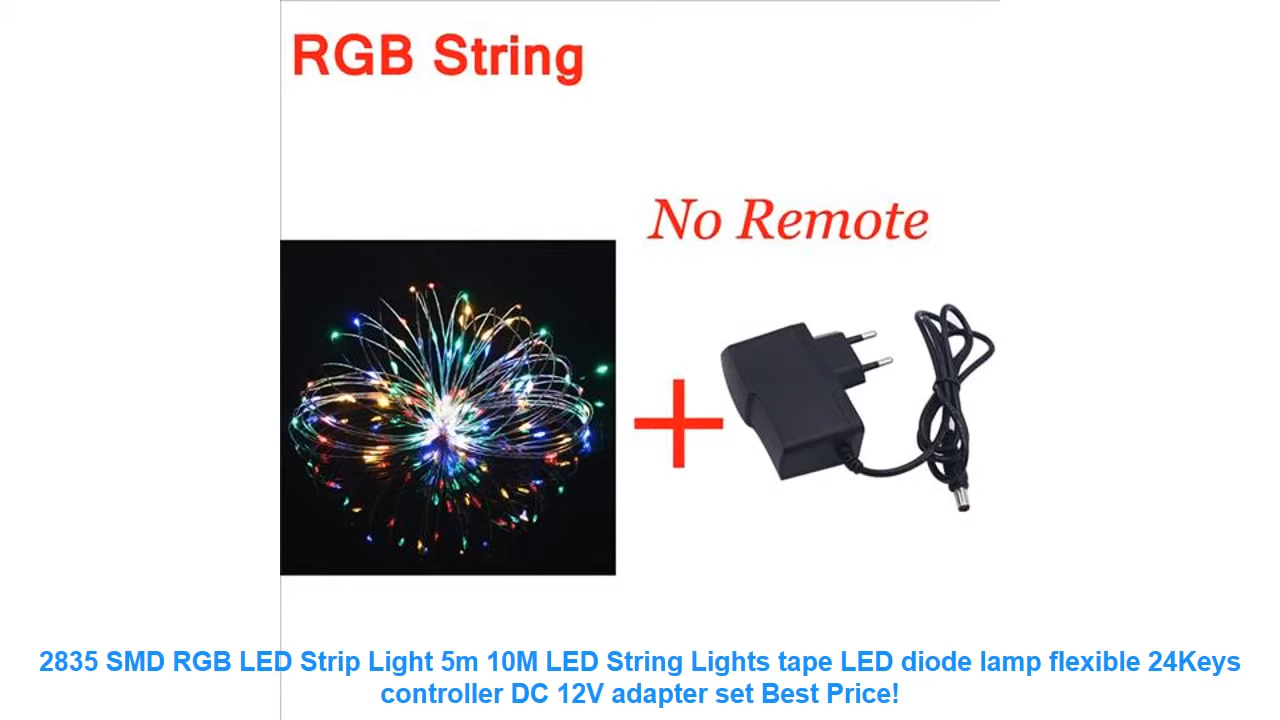 RGB String
No Remote
2835 SMD RGB LED Strip Light 5m 10M LED String Lights tape LED diode lamp flexible 24Keys
controller DC 12V adapter set Best Price!